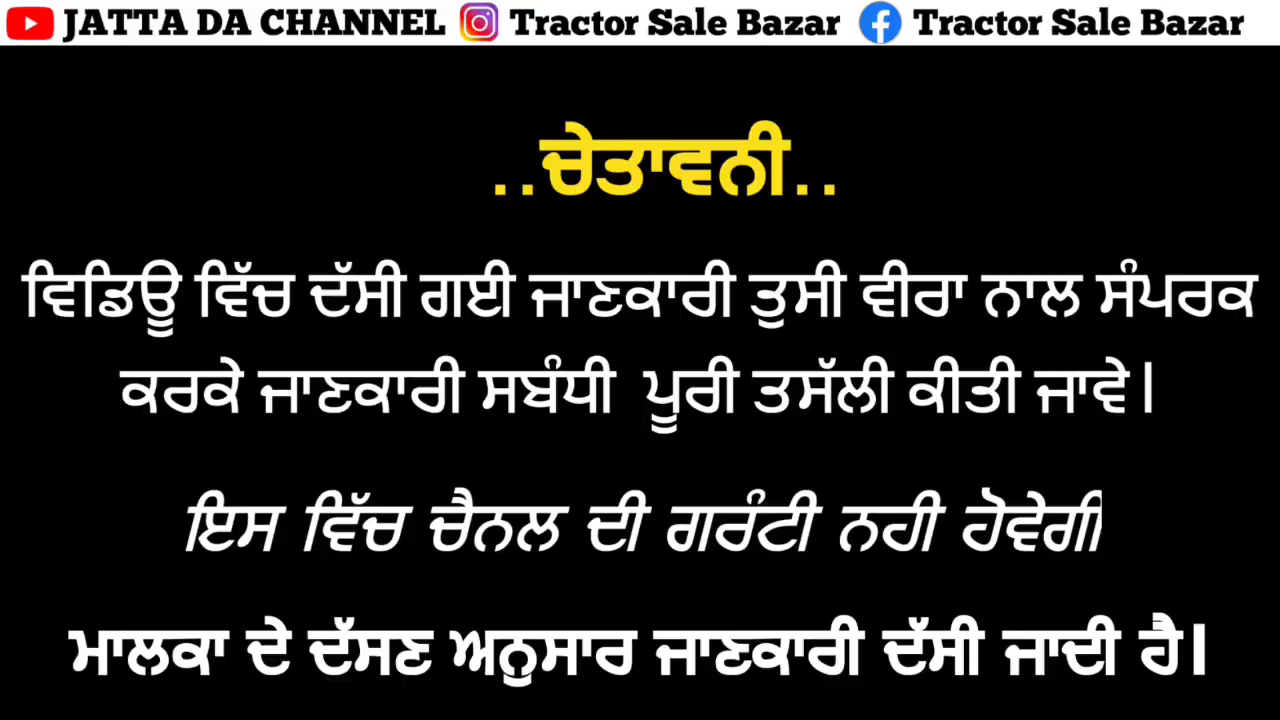 JATTA DA CHANNEL Tractor Sale Bazar Tractor Sale Bazar
..ਚੇਤਾਵਨੀ..
ਵਿਡਿਊ ਵਿੱਚ ਦੱਸੀ ਗਈ ਜਾਣਕਾਰੀ ਤੁਸੀ ਵੀਰਾ ਨਾਲ ਸੰਪਰਕ
ਕਰਕੇ ਜਾਣਕਾਰੀ ਸਬੰਧੀ ਪੂਰੀ ਤਸੱਲੀ ਕੀਤੀ ਜਾਵੇ।
ਇਸ ਵਿੱਚ ਚੈਨਲ ਦੀ ਗਰੰਟੀ ਨਹੀ ਹੋਵੇਗੀ
ਮਾਲਕਾ ਦੇ ਦੱਸਣ ਅਨੁਸਾਰ ਜਾਣਕਾਰੀ ਦੱਸੀ ਜਾਦੀ ਹੈ।